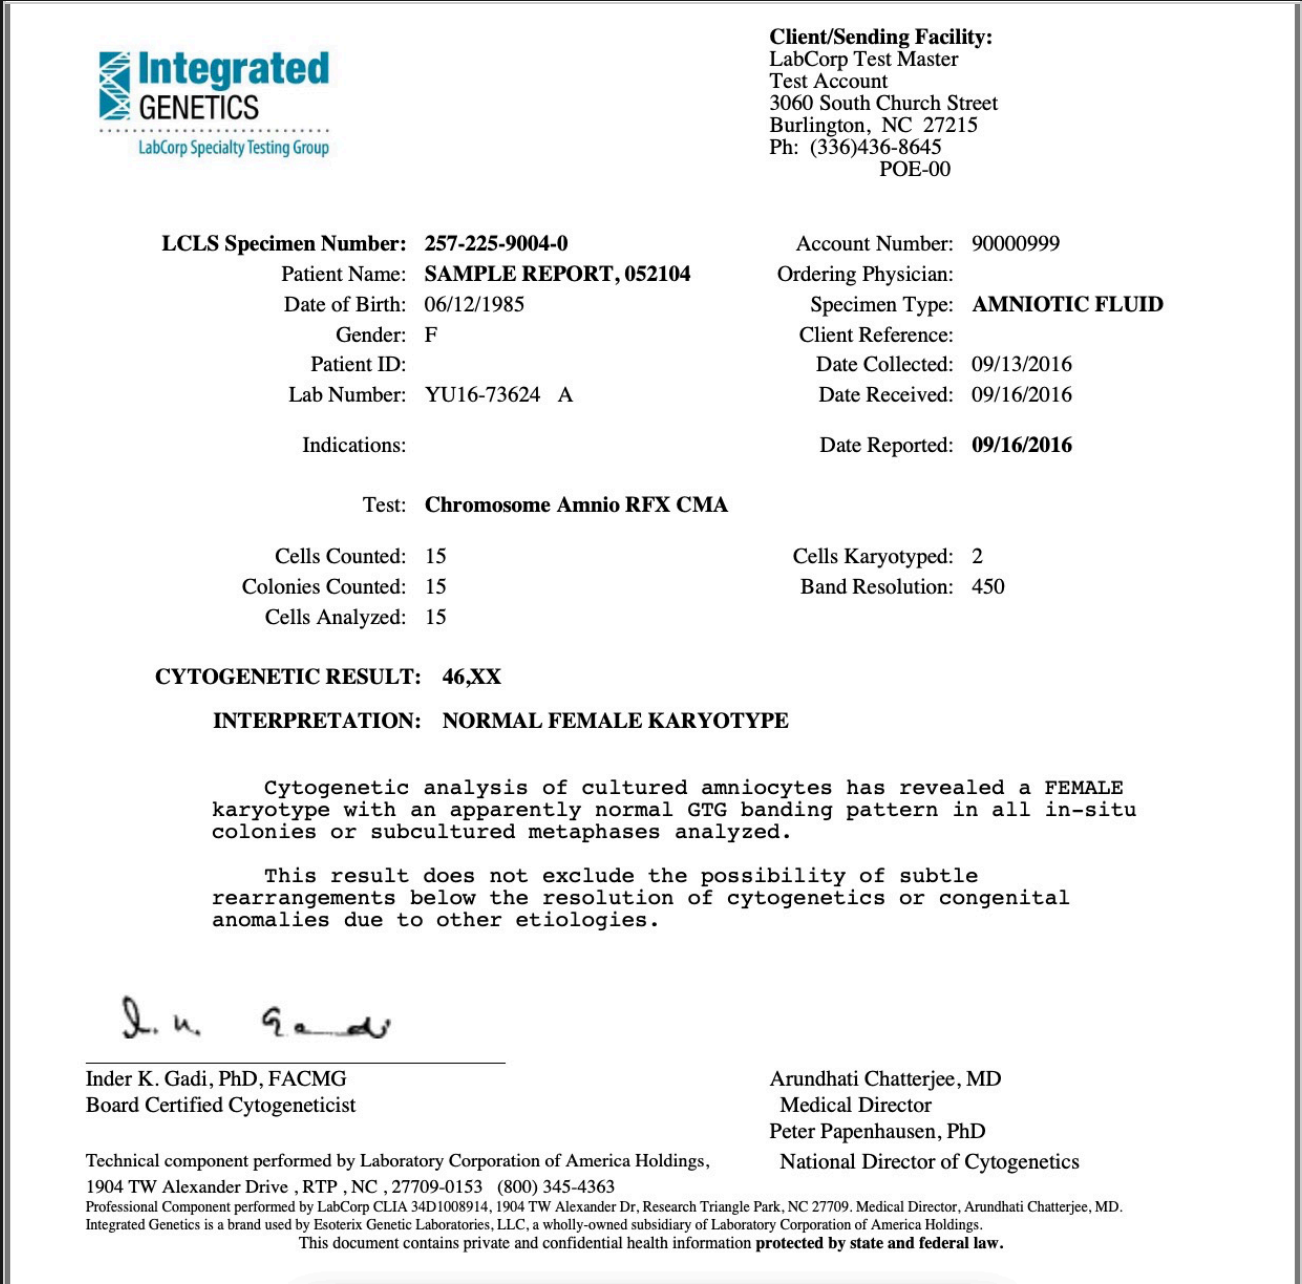 Integrated
GENETICS
LabCorp Specialty Testing Group
Client/Sending Facility:
LabCorp Test Master
Test Account
3060 South Church Street
Burlington, NC 27215
Ph: (336)436-8645
POE-00
LCLS Specimen Number: 257-225-9004-0
Patient Name: SAMPLE REPORT, 052104
Date of Birth: 06/12/1985
Gender: F
Patient ID:
Lab Number: YU16-73624 A
Indications:
Account Number: 90000999
Ordering Physician:
Specimen Type: AMNIOTIC FLUID
Client Reference:
Date Collected: 09/13/2016
Date Received: 09/16/2016
Date Reported: 09/16/2016
Test: Chromosome Amnio RFX CMA
Cells Counted: 15
Colonies Counted: 15
Cells Analyzed: 15
Cells Karyotyped: 2
Band Resolution: 450
CYTOGENETIC RESULT: 46,XX
INTERPRETATION: NORMAL FEMALE KARYOTYPE
Cytogenetic analysis of cultured amniocytes has revealed a FEMALE
karyotype with an apparently normal GTG banding pattern in all in-situ
colonies or subcultured metaphases analyzed.
This result does not exclude the possibility of subtle
rearrangements below the resolution of cytogenetics or congenital
anomalies due to other etiologies.
I. K. Gadi
Inder K. Gadi, PhD, FACMG
Board Certified Cytogeneticist
Arundhati Chatterjee, MD
Medical Director
Peter Papenhausen, PhD
National Director of Cytogenetics
Technical component performed by Laboratory Corporation of America Holdings,
1904 TW Alexander Drive , RTP , NC , 27709-0153 (800) 345-4363
Professional Component performed by LabCorp CLIA 34D1008914, 1904 TW Alexander Dr, Research Triangle Park, NC 27709. Medical Director, Arundhati Chatterjee, MD.
Integrated Genetics is a brand used by Esoterix Genetic Laboratories, LLC, a wholly-owned subsidiary of Laboratory Corporation of America Holdings.
This document contains private and confidential health information protected by state and federal law.